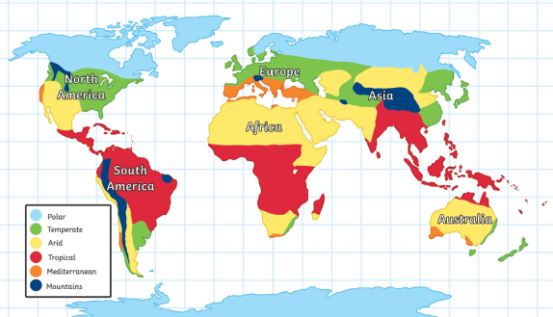 North
America
Europe
Asia
Africa
South
America
Australia
Polar
Temperate
Arid
Tropical
Mediterranean
Mountains